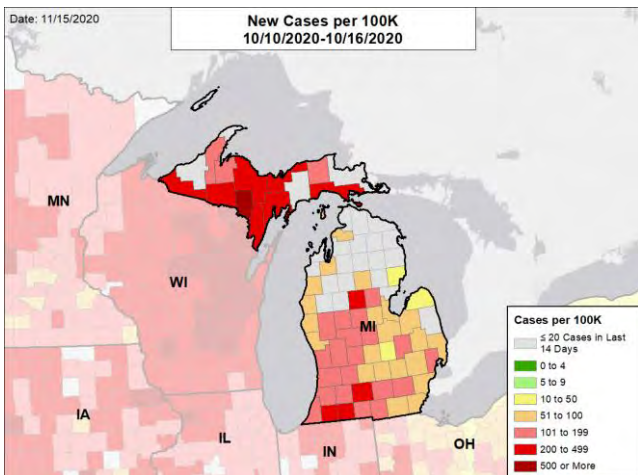 Date: 11/15/2020
New Cases per 100K
10/10/2020-10/16/2020
MN
WI
MI
IA
IL
IN
OH
Cases per 100K
≤ 20 Cases in Last
14 Days
0 to 4
5 to 9
10 to 50
51 to 100
101 to 199
200 to 499
500 or More